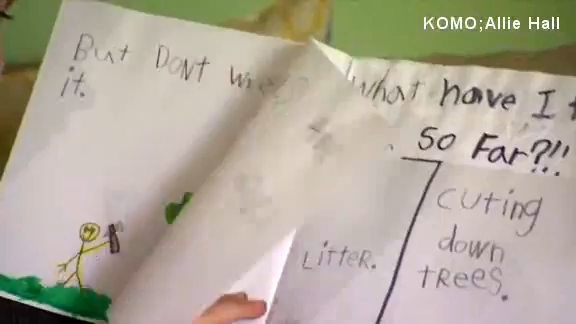 KOMO;Allie Hall
But DoNT
it.
What have I
So Far?!!
LitteR.
cuting
down
TRees.